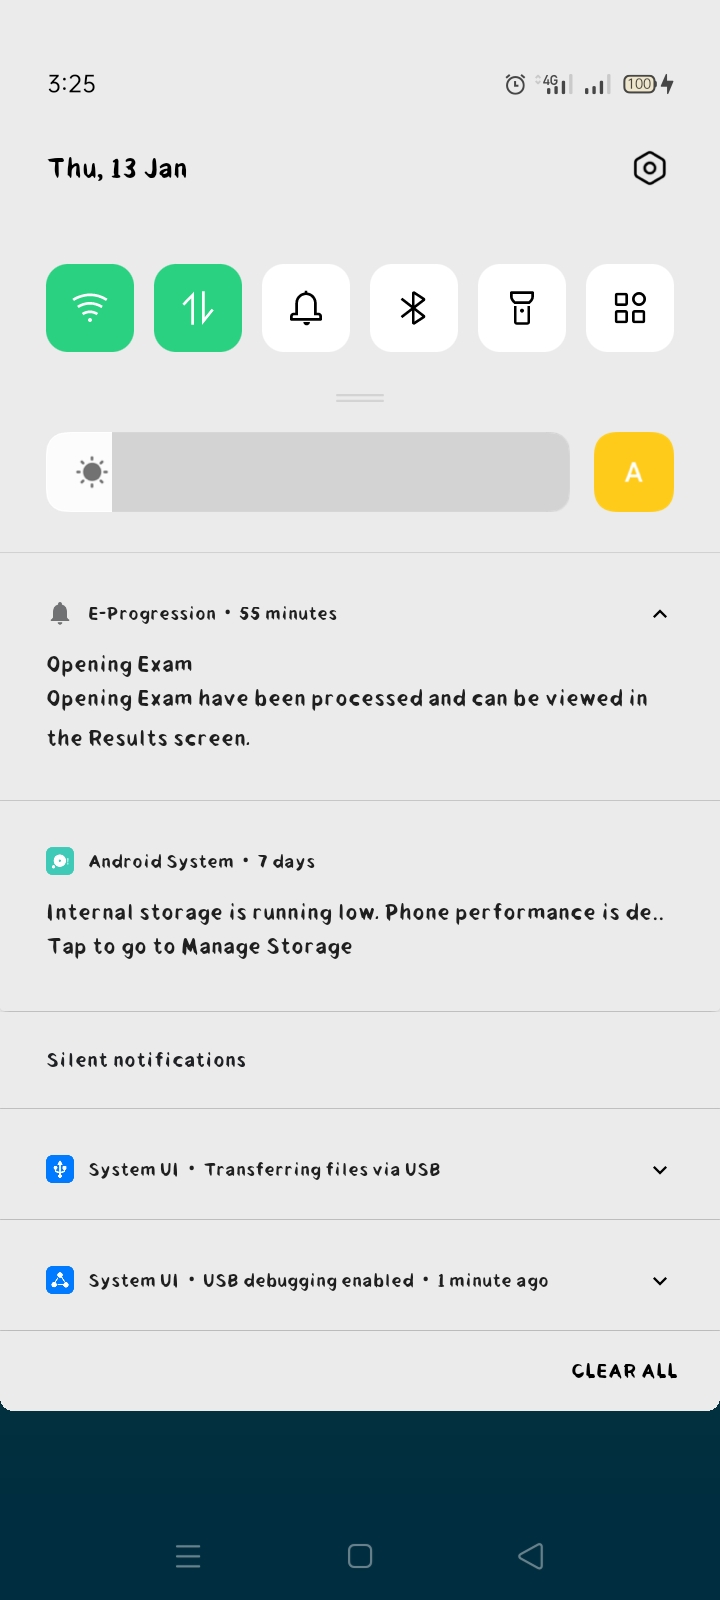 3:25
4G
100
Thu, 13 Jan
A
E-Progression • 55 minutes
Opening Exam
Opening Exam have been processed and can be viewed in
the Results screen.
Android System • 7 days
Internal storage is running low. Phone performance is de..
Tap to go to Manage Storage
Silent notifications
System UI • Transferring files via USB
System UI • USB debugging enabled • 1 minute ago
CLEAR ALL